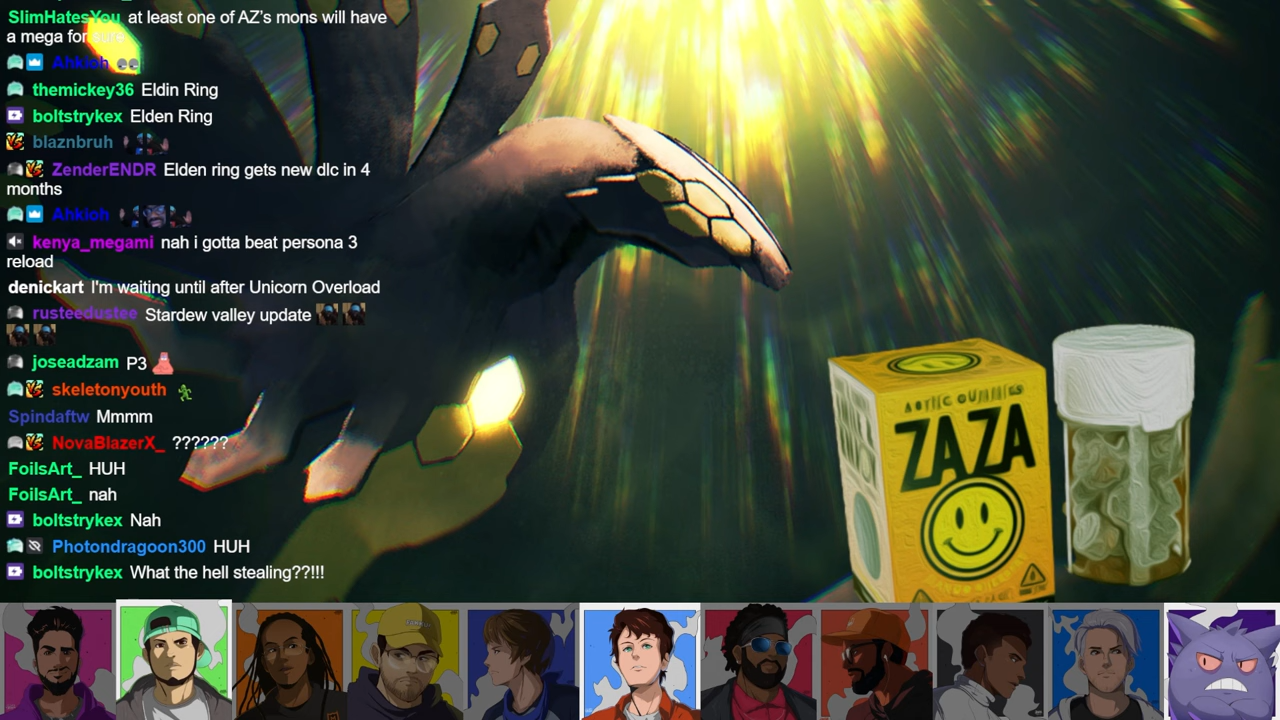 SlimHatesYou at least one of AZ's mons will have
a mega for sure
Ahkioh
themickey36 Eldin Ring
boltstrykex Elden Ring
blaznbruh
ZenderENDR Elden ring gets new dlc in 4
months
Ahkioh
kenya_megami nah i gotta beat persona 3
reload
denickart I'm waiting until after Unicorn Overload
rusteedustee Stardew valley update
joseadzam P3
skeletonyouth
Spindaftw Mmmm
NovaBlazerX_ ??????
FoilsArt_ HUH
FoilsArt_ nah
boltstrykex Nah
Photondragoon300 HUH
boltstrykex What the hell stealing??!!!
ZAZA